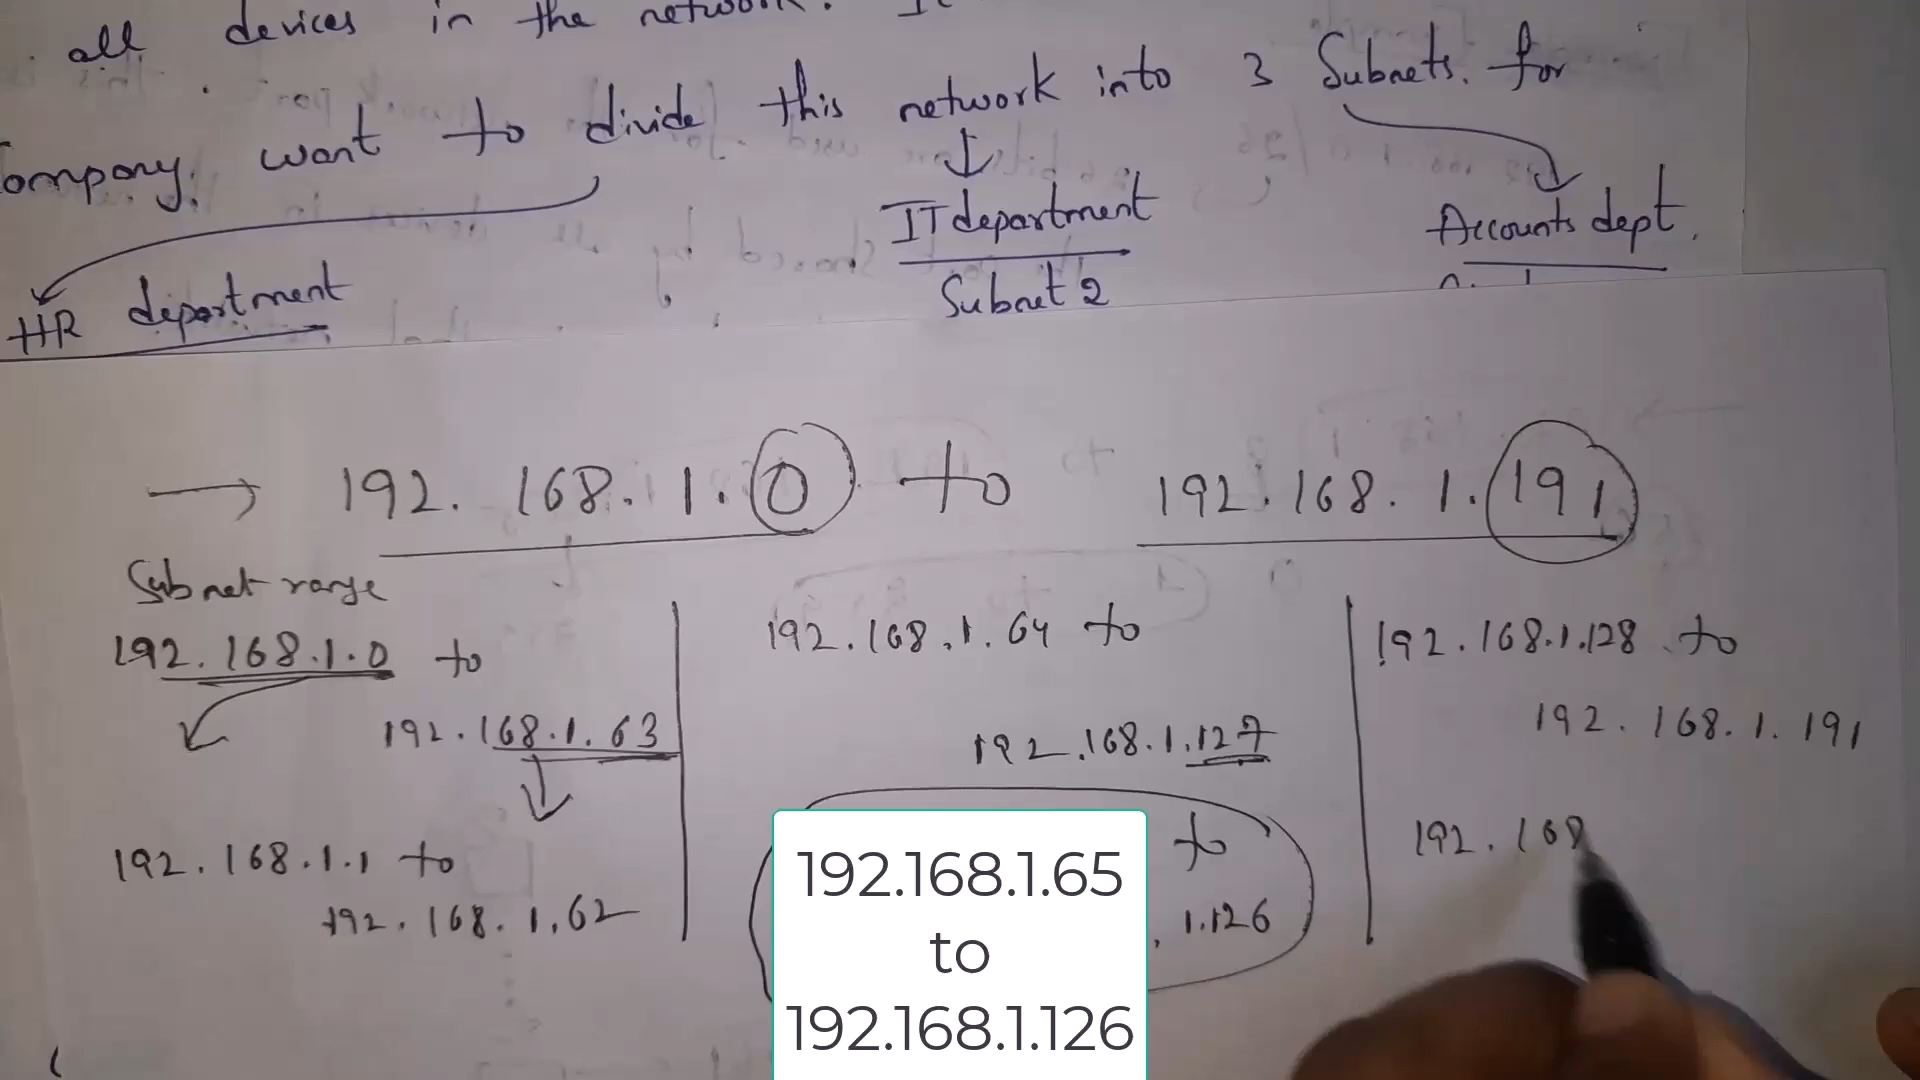 all devices in the network. It
Company want to divide this network into 3 Subnets. for
HR department
IT department
Subnet 2
Accounts dept.
→ 192.168.1.0 to 192.168.1.191
Subnet range
192.168.1.0 to
192.168.1.63
192.168.1.1 to
192.168.1.62
192.168.1.64 to
192.168.1.127
to
.1.126
192.168.1.65
to
192.168.1.126
192.168.1.128 to
192.168.1.191
192.168